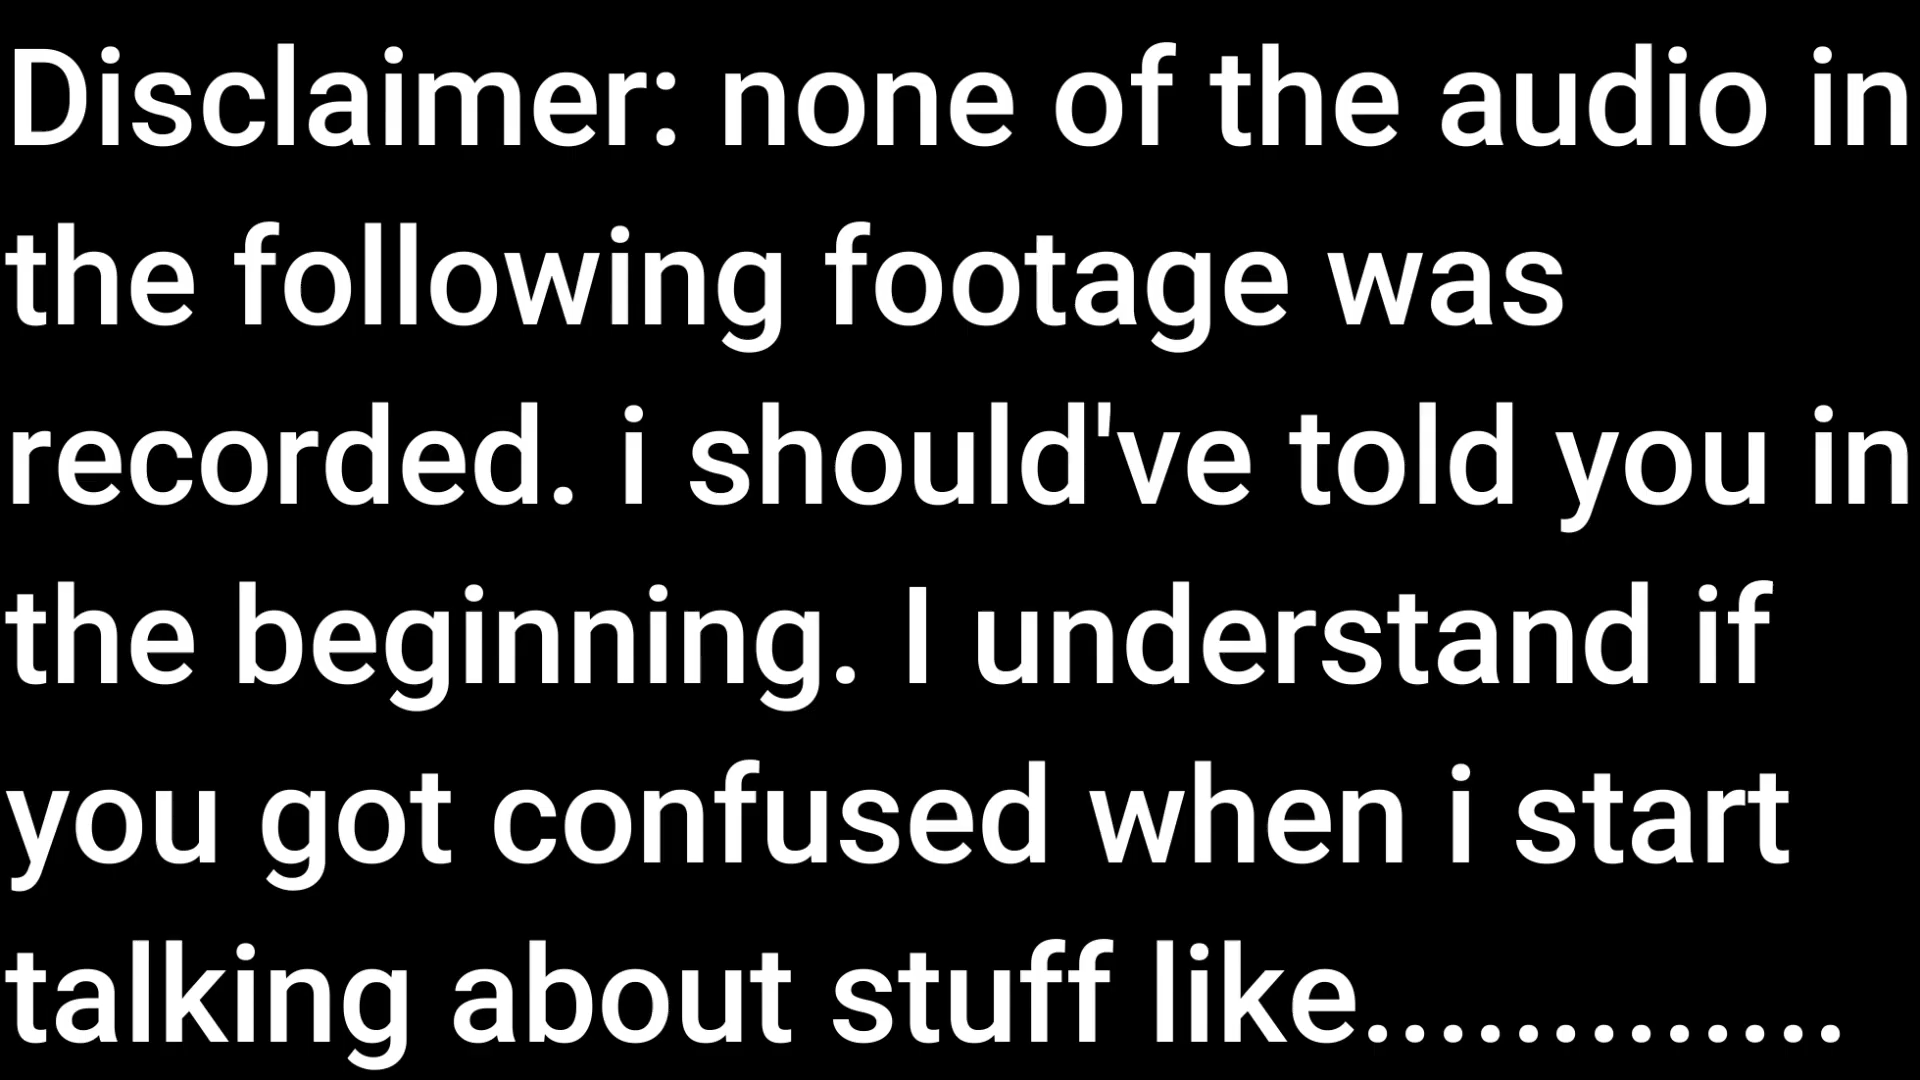 Disclaimer: none of the audio in
the following footage was
recorded. i should've told you in
the beginning. I understand if
you got confused when i start
talking about stuff like.............